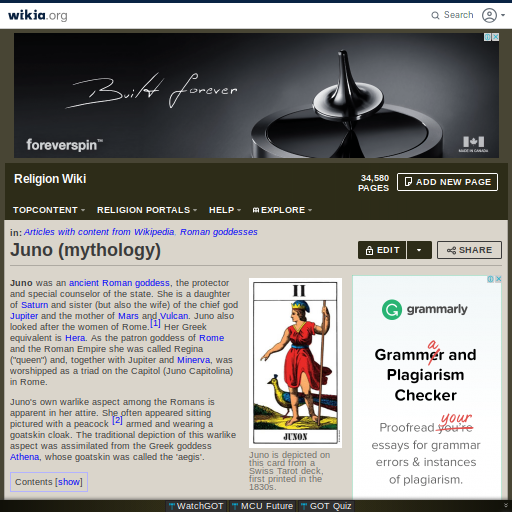 wikia.org
Search
Built forever
foreverspin™
MADE IN CANADA
Religion Wiki
34,580
PAGES
ADD NEW PAGE
TOPCONTENT
RELIGION PORTALS
HELP
EXPLORE
in: Articles with content from Wikipedia, Roman goddesses
Juno (mythology)
EDIT
SHARE
Juno was an ancient Roman goddess, the protector
and special counselor of the state. She is a daughter
of Saturn and sister (but also the wife) of the chief god
Jupiter and the mother of Mars and Vulcan. Juno also
looked after the women of Rome.[1] Her Greek
equivalent is Hera. As the patron goddess of Rome
and the Roman Empire she was called Regina
("queen") and, together with Jupiter and Minerva, was
worshipped as a triad on the Capitol (Juno Capitolina)
in Rome.
Juno's own warlike aspect among the Romans is
apparent in her attire. She often appeared sitting
pictured with a peacock [2] armed and wearing a
goatskin cloak. The traditional depiction of this warlike
aspect was assimilated from the Greek goddess
Athena, whose goatskin was called the 'aegis'.
Contents [show]
II
JUNON
Juno is depicted on
this card from a
Swiss Tarot deck,
first printed in the
1830s.
grammarly
a
Grammer and
Plagiarism
Checker
your
Proofread you're
essays for grammar
errors & instances
of plagiarism.
WatchGOT
MCU Future
GOT Quiz